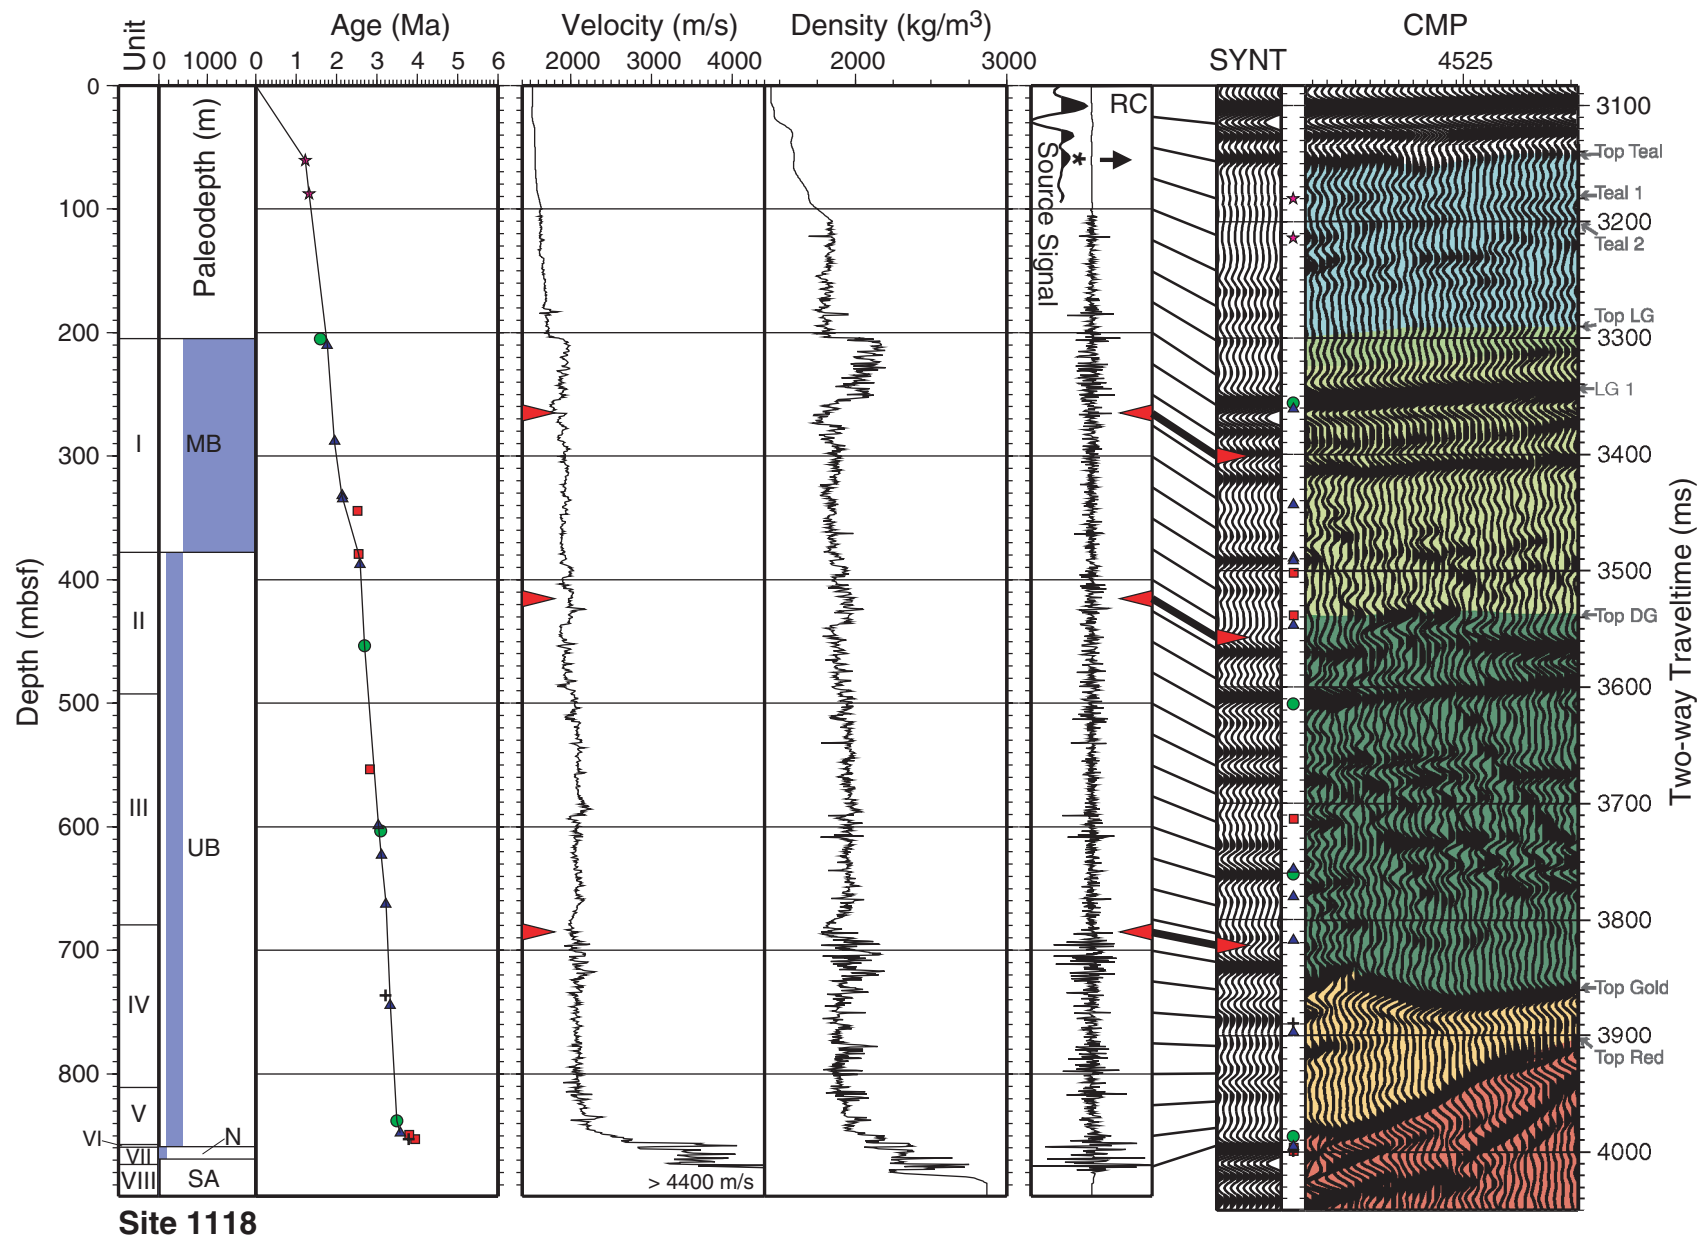 Unit
Age (Ma)
Velocity (m/s)
Density (kg/m³)
CMP
SYNT
4525
0 1000 0 1 2 3 4 5 6
2000 3000 4000
2000 3000
Depth (mbsf)
0
100
200
300
400
500
600
700
800
Paleodepth (m)
I
II
III
IV
V
VI
VII
VIII
MB
UB
N
SA
> 4400 m/s
RC
Source Signal
*
3100
3200
3300
3400
3500
3600
3700
3800
3900
4000
Top Teal
Teal 1
Teal 2
Top LG
LG 1
Top DG
Top Gold
Top Red
Two-way Traveltime (ms)
Site 1118